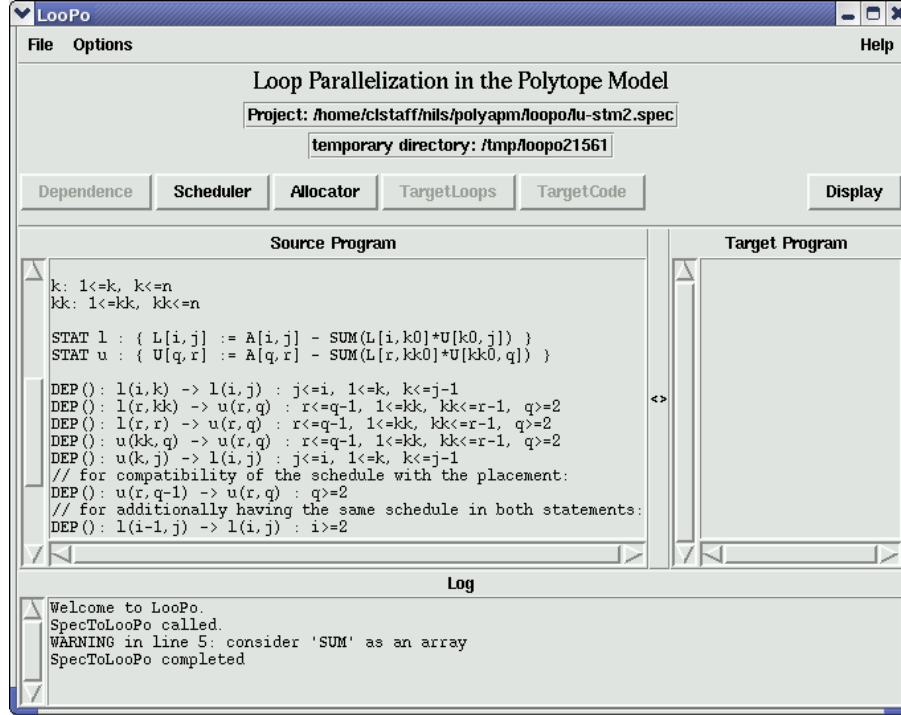 LooPo
File Options Help
Loop Parallelization in the Polytope Model
Project: /home/clstaff/nils/polyapm/loopo/lu-stm2.spec
temporary directory: /tmp/loopo21561
Dependence Scheduler Allocator TargetLoops TargetCode Display
Source Program Target Program
k: 1<=k, k<=n
kk: 1<=kk, kk<=n
STAT l : { L[i,j] := A[i,j] - SUM(L[i,k0]*U[k0,j]) }
STAT u : { U[q,r] := A[q,r] - SUM(L[r,kk0]*U[kk0,q]) }
DEP(): l(i,k) -> l(i,j) : j<=i, 1<=k, k<=j-1
DEP(): l(r,kk) -> u(r,q) : r<=q-1, 1<=kk, kk<=r-1, q>=2
DEP(): l(r,r) -> u(r,q) : r<=q-1, 1<=kk, kk<=r-1, q>=2
DEP(): u(kk,q) -> u(r,q) : r<=q-1, 1<=kk, kk<=r-1, q>=2
DEP(): u(k,j) -> l(i,j) : j<=i, 1<=k, k<=j-1
// for compatibility of the schedule with the placement:
DEP(): u(r,q-1) -> u(r,q) : q>=2
// for additionally having the same schedule in both statements:
DEP(): l(i-1,j) -> l(i,j) : i>=2
<>
Log
Welcome to LooPo.
SpecToLooPo called.
WARNING in line 5: consider 'SUM' as an array
SpecToLooPo completed